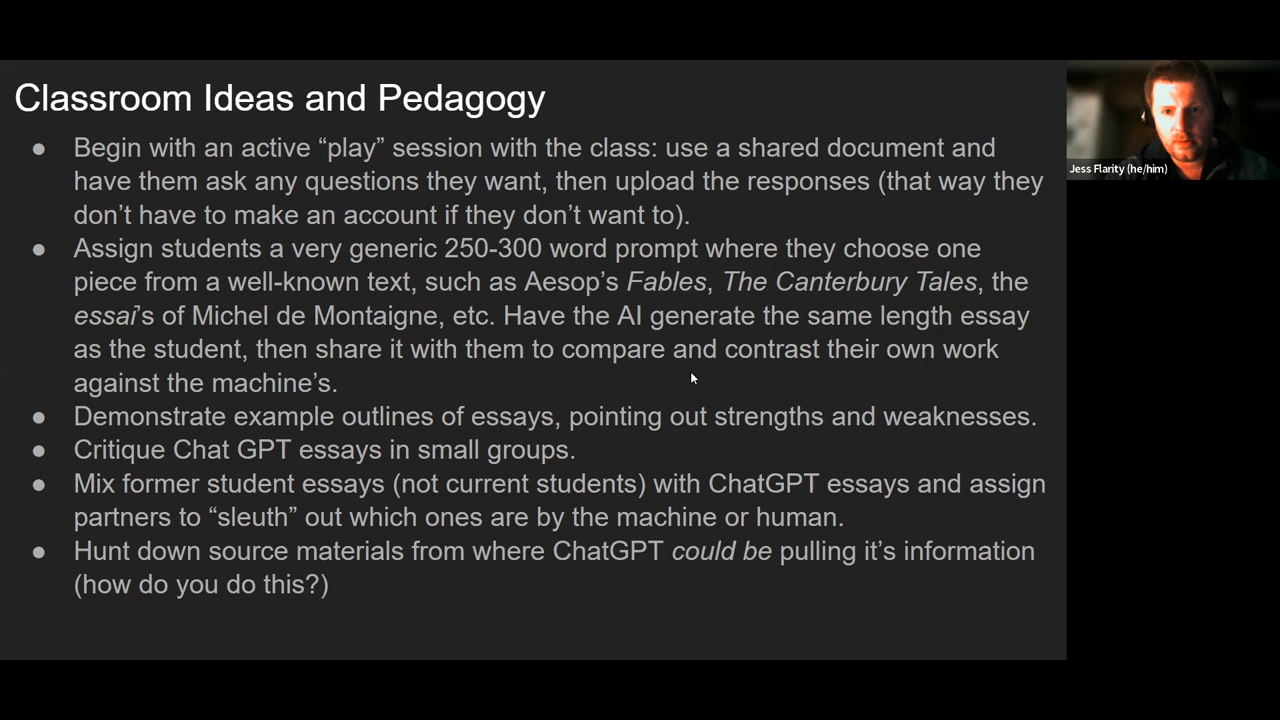 Classroom Ideas and Pedagogy
● Begin with an active “play” session with the class: use a shared document and
have them ask any questions they want, then upload the responses (that way they
don’t have to make an account if they don’t want to).
● Assign students a very generic 250-300 word prompt where they choose one
piece from a well-known text, such as Aesop’s Fables, The Canterbury Tales, the
essai’s of Michel de Montaigne, etc. Have the AI generate the same length essay
as the student, then share it with them to compare and contrast their own work
against the machine’s.
● Demonstrate example outlines of essays, pointing out strengths and weaknesses.
● Critique Chat GPT essays in small groups.
● Mix former student essays (not current students) with ChatGPT essays and assign
partners to “sleuth” out which ones are by the machine or human.
● Hunt down source materials from where ChatGPT could be pulling it’s information
(how do you do this?)
Jess Flarity (he/him)